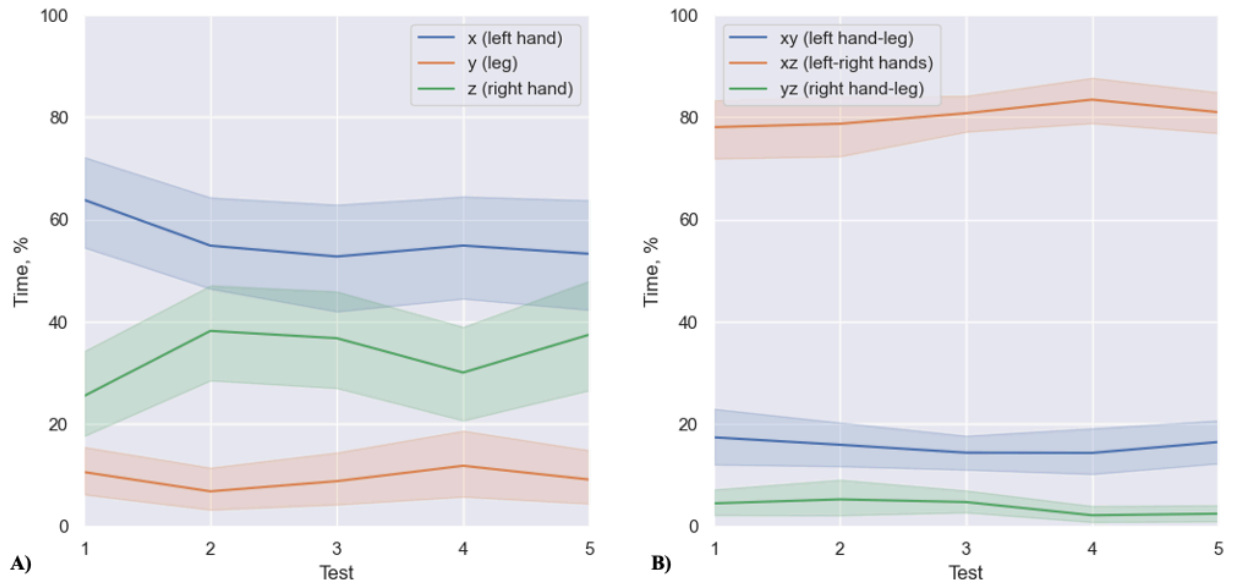 100
80
60
40
20
0
Time, %
x (left hand)
y (leg)
z (right hand)
1 2 3 4 5
Test
A)
100
80
60
40
20
0
Time, %
xy (left hand-leg)
xz (left-right hands)
yz (right hand-leg)
1 2 3 4 5
Test
B)